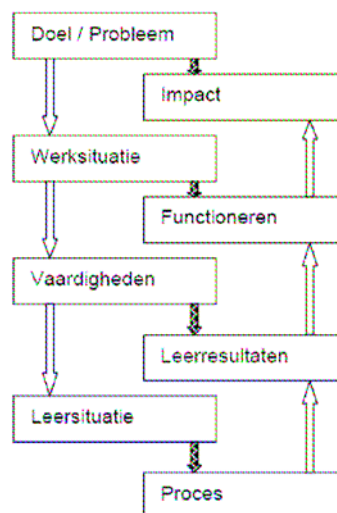 Doel / Probleem
Impact
Werksituatie
Functioneren
Vaardigheden
Leerresultaten
Leersituatie
Proces